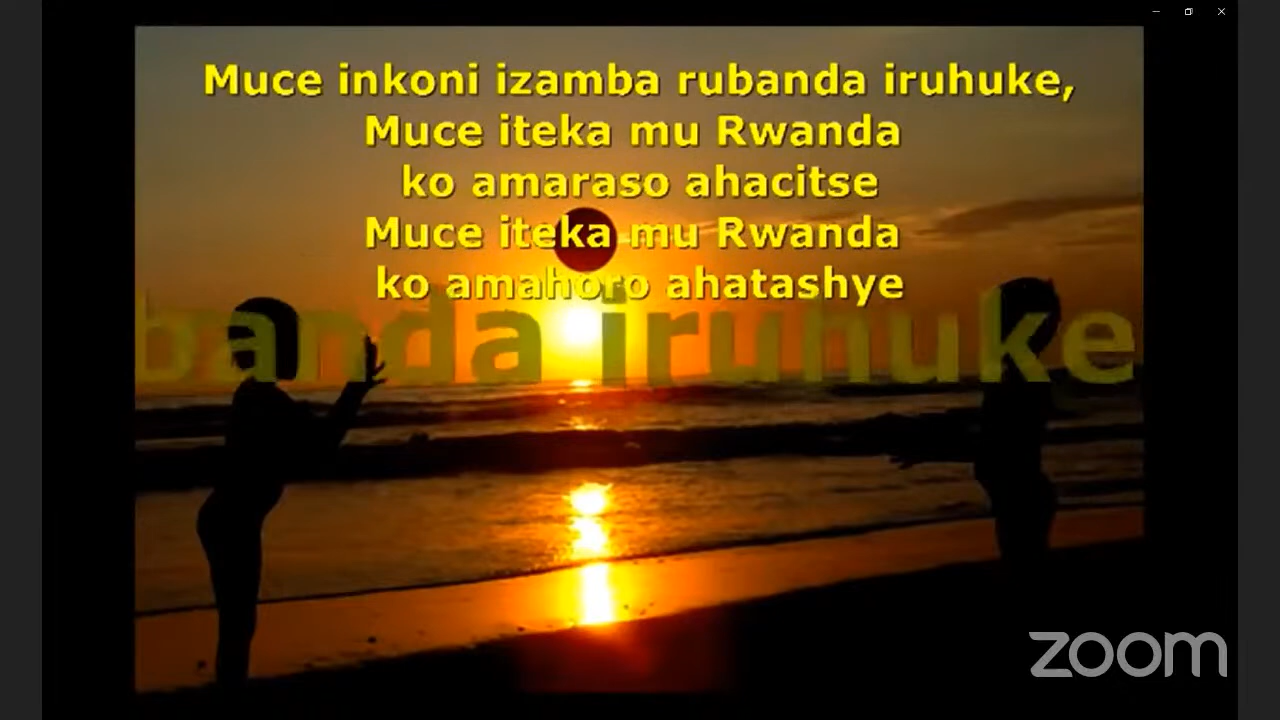 Muce inkoni izamba rubanda iruhuke,
Muce iteka mu Rwanda
ko amaraso ahacitse
Muce iteka mu Rwanda
ko amahoro ahatashye
banda iruhuke
zoom